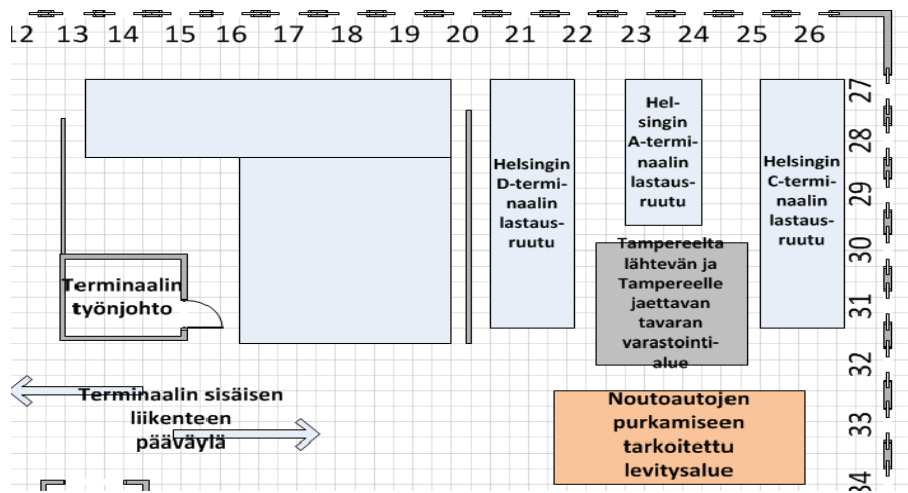 12 13 14 15 16 17 18 19 20 21 22 23 24 25 26
27
28
29
30
31
32
33
34
Helsingin
D-termi-
naalin
lastaus-
ruutu
Hel-
singin
A-termi-
naalin
lastaus-
ruutu
Helsingin
C-termi-
naalin
lastaus-
ruutu
Tampereelta
lähtevän ja
Tampereelle
jaettavan
tavaran
varastointi-
alue
Terminaalin
työnjohto
Terminaalin sisäisen
liikenteen
pääväylä
Noutoautojen
purkamiseen
tarkoitettu
levitysalue